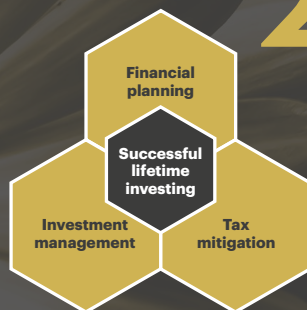 Financial
planning
Successful
lifetime
investing
Investment
management
Tax
mitigation